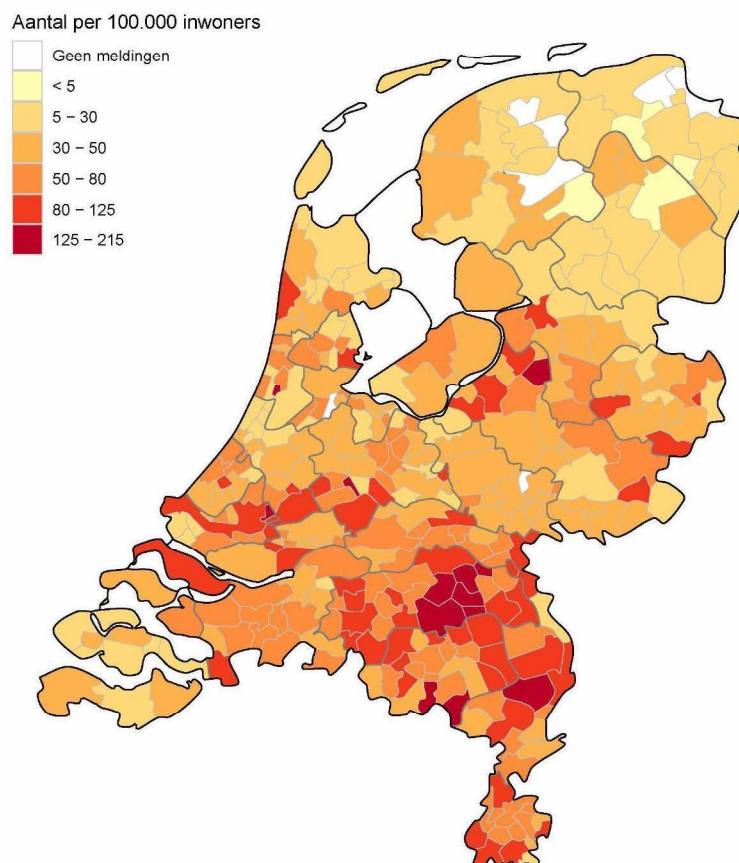 Aantal per 100.000 inwoners
Geen meldingen
< 5
5 – 30
30 – 50
50 – 80
80 – 125
125 – 215